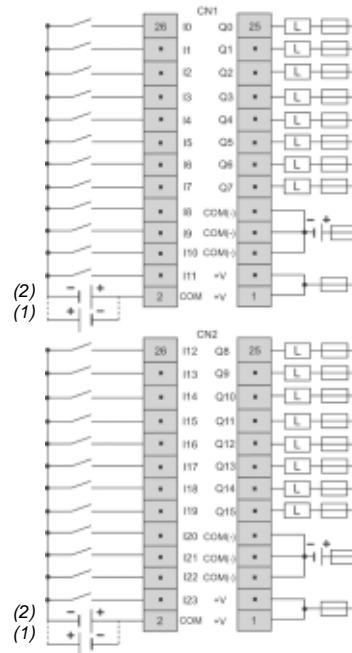 CN1
26 I0 Q0 25 L
I1 Q1 L
I2 Q2 L
I3 Q3 L
I4 Q4 L
I5 Q5 L
I6 Q6 L
I7 Q7 L
I8 COM(-)
I9 COM(-) - +
I10 COM(-)
I11 +V
(2) - + 2 COM +V 1
(1) + -
CN2
26 I12 Q8 25 L
I13 Q9 L
I14 Q10 L
I15 Q11 L
I16 Q12 L
I17 Q13 L
I18 Q14 L
I19 Q15 L
I20 COM(-)
I21 COM(-) - +
I22 COM(-)
I23 +V
(2) - + 2 COM +V 1
(1) + -